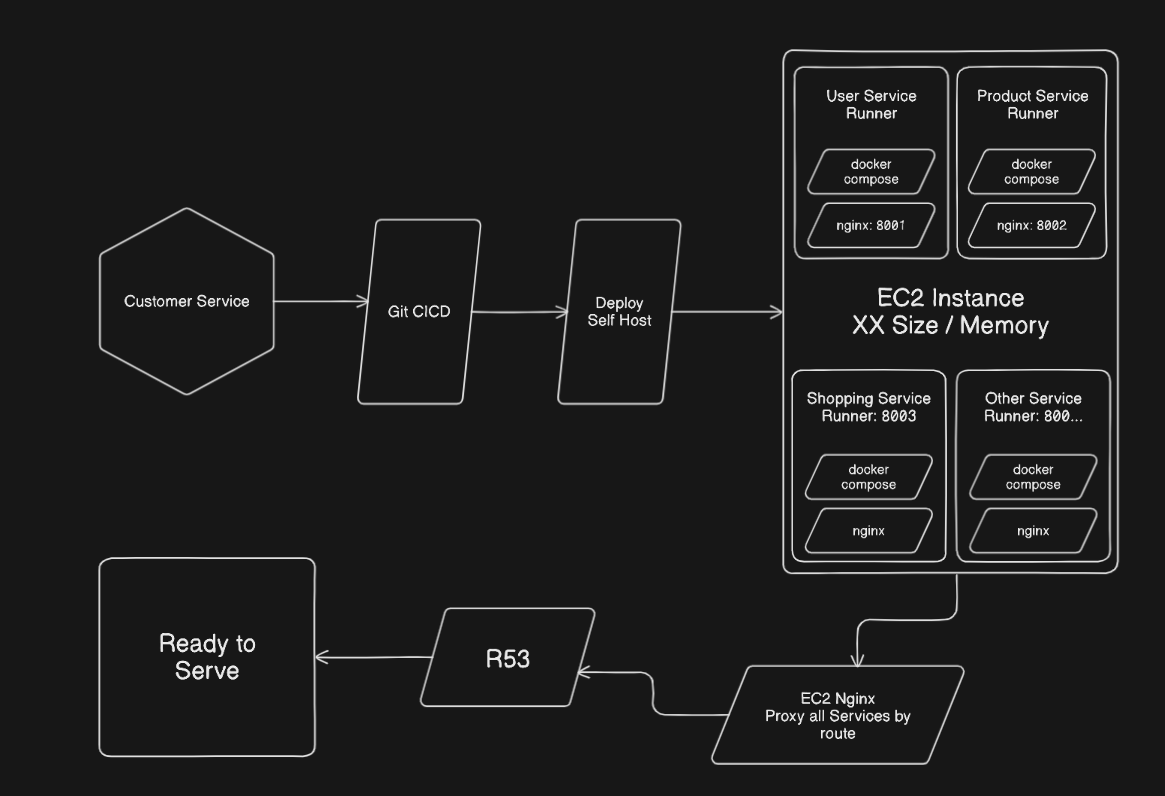 User Service
Runner
docker
compose
nginx: 8001
Product Service
Runner
docker
compose
nginx: 8002
Customer Service
Git CICD
Deploy
Self Host
EC2 Instance
XX Size / Memory
Shopping Service
Runner: 8003
docker
compose
nginx
Other Service
Runner: 800...
docker
compose
nginx
Ready to
Serve
R53
EC2 Nginx
Proxy all Services by
route